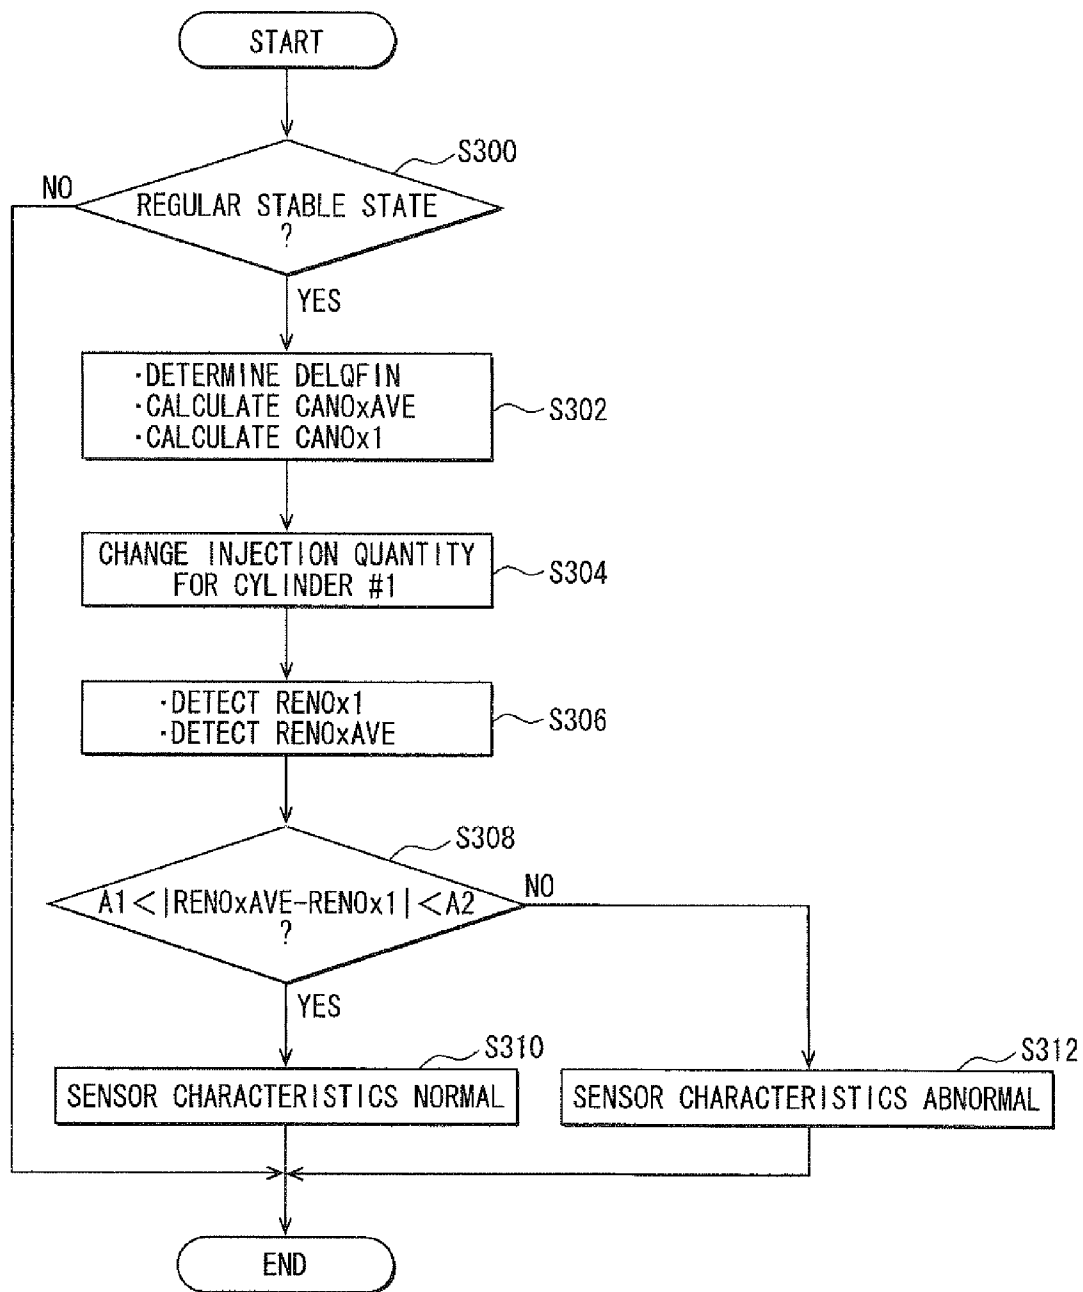 START
S300
NO
REGULAR STABLE STATE
?
YES
·DETERMINE DELQFIN
·CALCULATE CANOxAVE
·CALCULATE CANOx1
S302
CHANGE INJECTION QUANTITY
FOR CYLINDER #1
S304
·DETECT RENOx1
·DETECT RENOxAVE
S306
S308
A1<|RENOxAVE-RENOx1|<A2
?
NO
YES
S310
SENSOR CHARACTERISTICS NORMAL
S312
SENSOR CHARACTERISTICS ABNORMAL
END